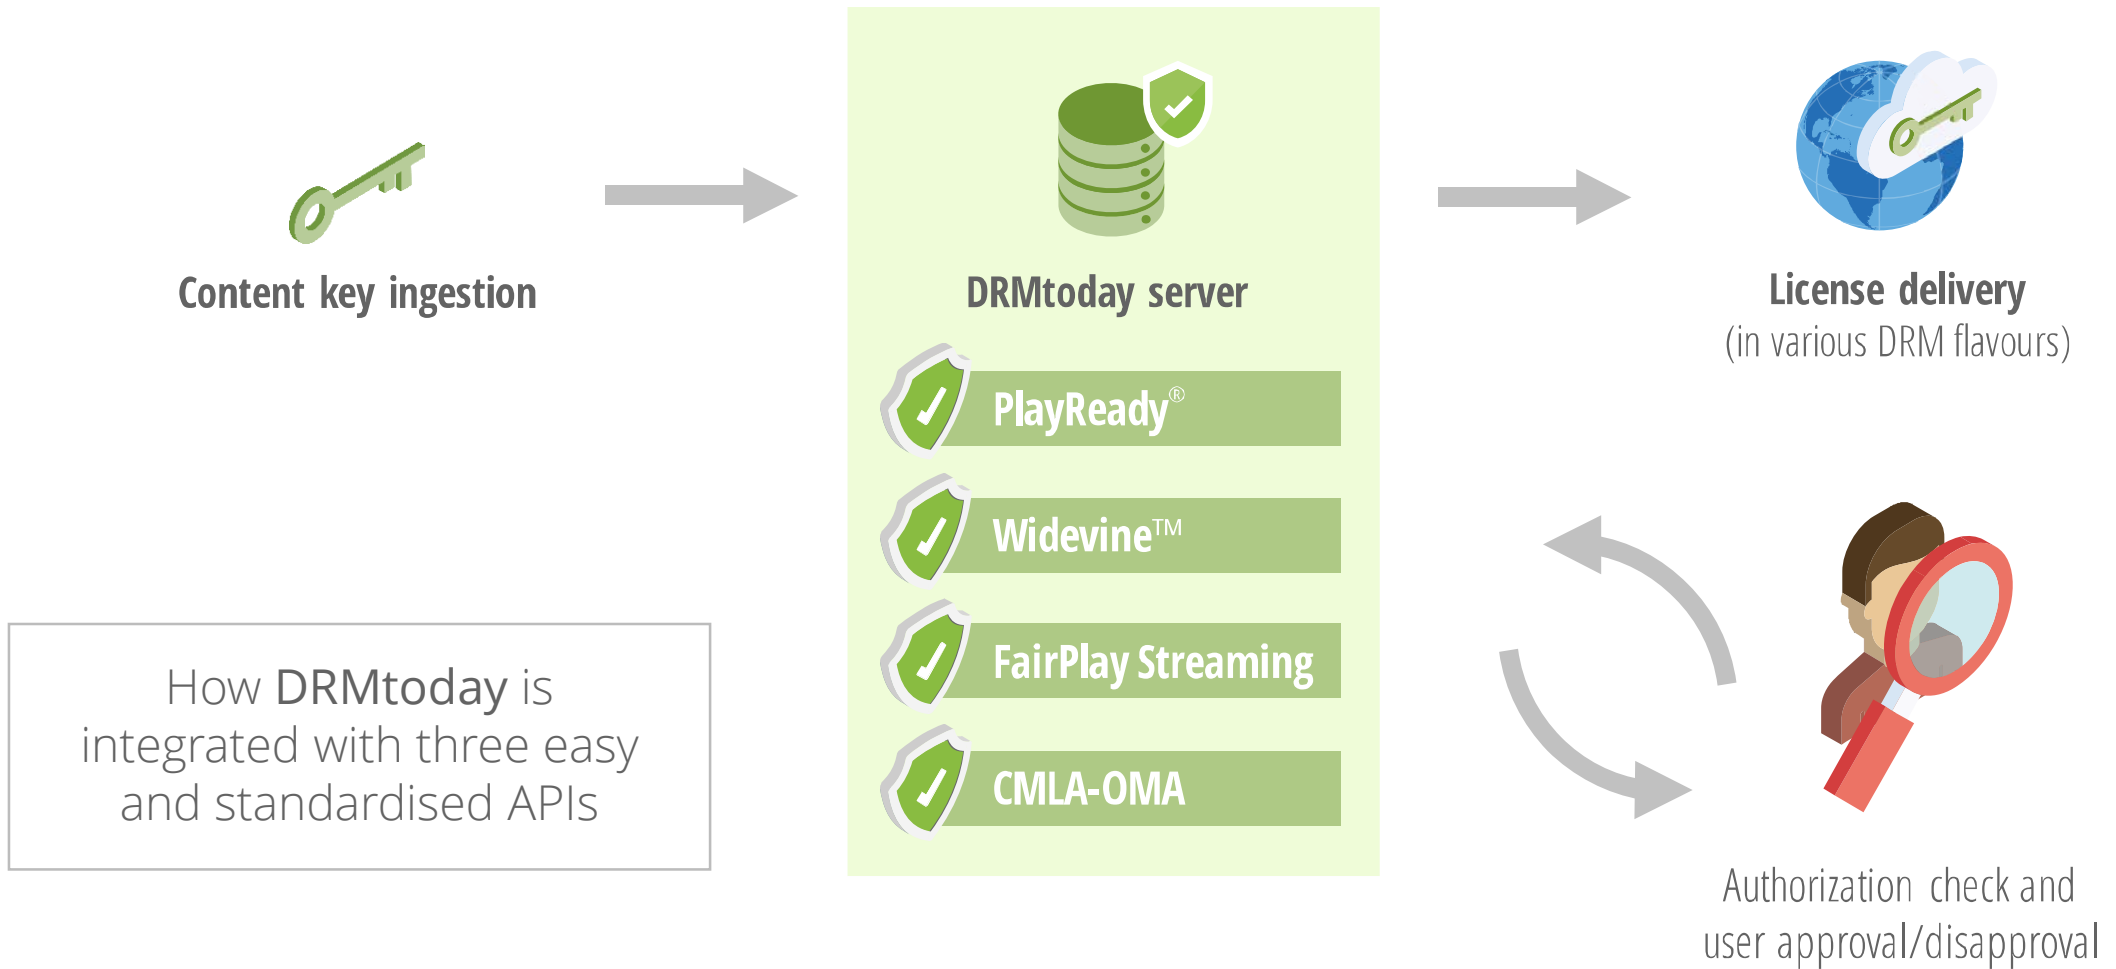 Content key ingestion
DRMtoday server
PlayReady®
Widevine™
FairPlay Streaming
CMLA-OMA
License delivery
(in various DRM flavours)
Authorization check and
user approval/disapproval
How DRMtoday is
integrated with three easy
and standardised APIs